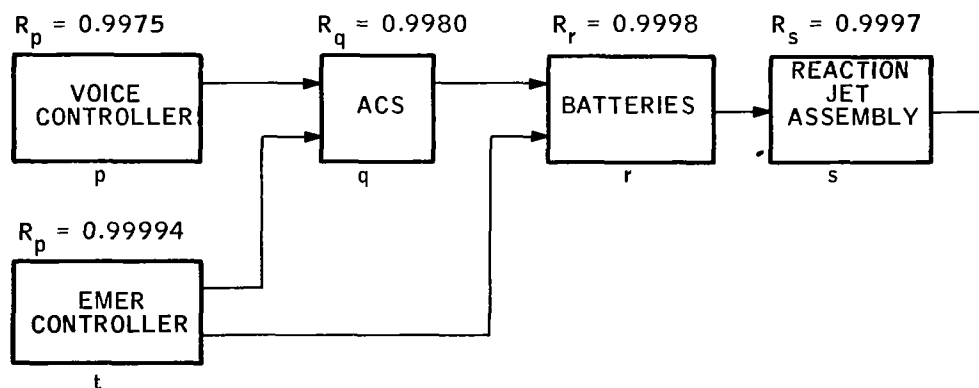 R_p = 0.9975
R_q = 0.9980
R_r = 0.9998
R_s = 0.9997
VOICE
CONTROLLER
ACS
BATTERIES
REACTION
JET
ASSEMBLY
p
q
r
s
R_p = 0.99994
EMER
CONTROLLER
t